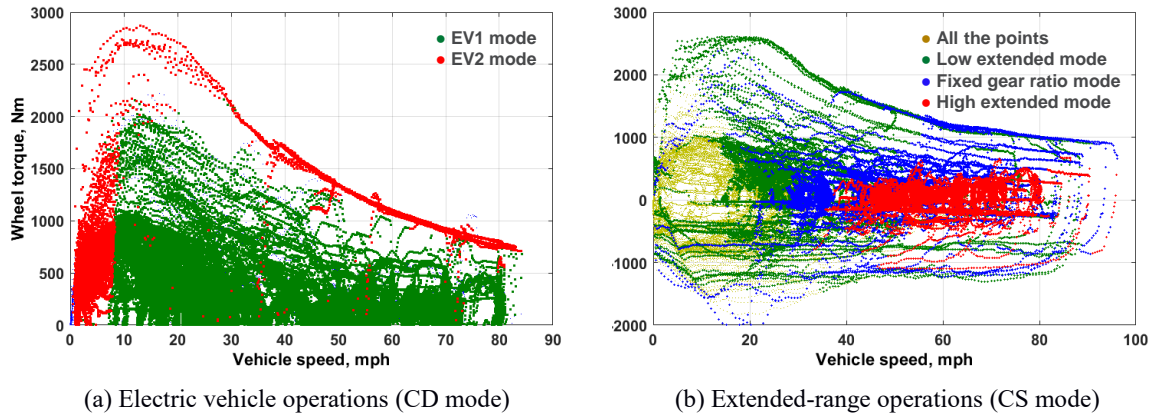 3000
2500
2000
1500
1000
500
0
Wheel torque, Nm
EV1 mode
EV2 mode
0 10 20 30 40 50 60 70 80 90
Vehicle speed, mph
(a) Electric vehicle operations (CD mode)
3000
2000
1000
0
-1000
-2000
All the points
Low extended mode
Fixed gear ratio mode
High extended mode
0 20 40 60 80 100
Vehicle speed, mph
(b) Extended-range operations (CS mode)